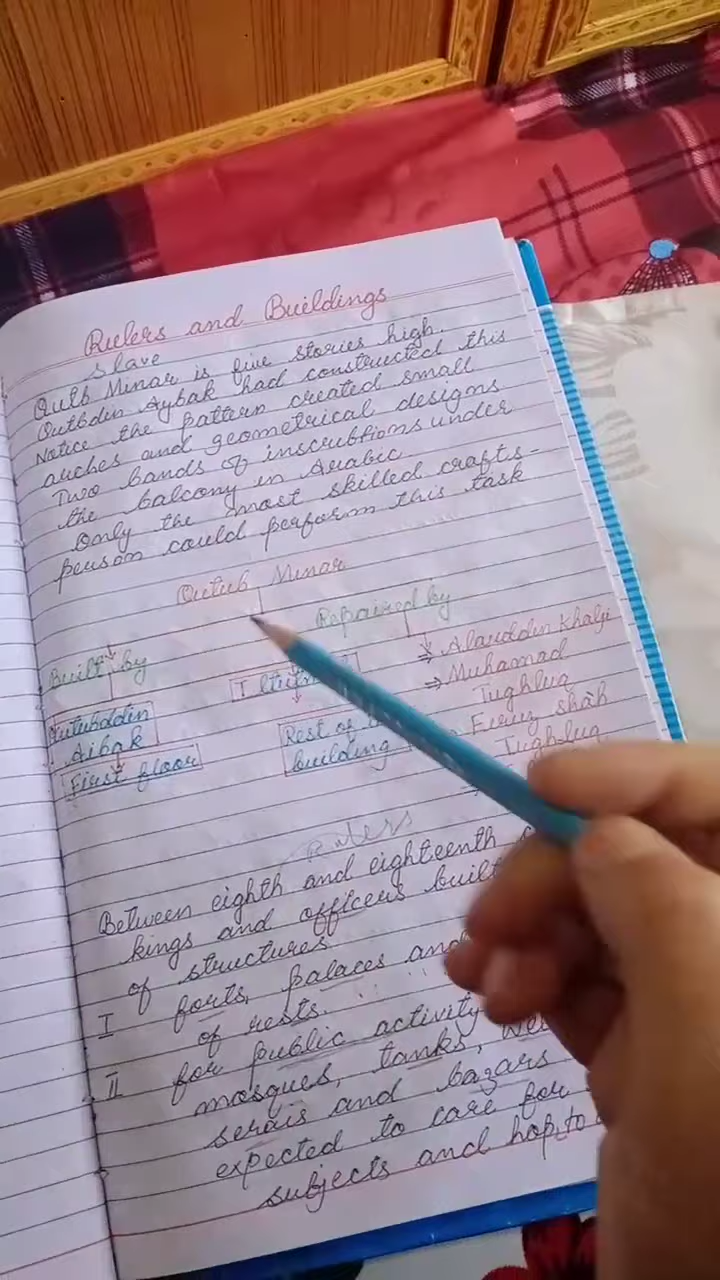 Rulers and Buildings
Slave
Qutb Minar is five stories high.
Qutbdin Aybak had constructed this
Notice the pattern created small
arches and geometrical designs
Two bands of inscrubtions under
the balcony in Arabic.
Only the most skilled crafts-
person could perform this task
Qutub Minar
Built by
Repaired by
Qutubddin
Aibak
First floor
Rest of
building
⇒ Alauddin Khalji
⇒ Muhamad
Tughluq
Firuz shah
Tughluq
Rulers
Between eighth and eighteenth
kings and officers built
of structures
I forts, palaces and
of rests.
II for public activity
mosques, tanks,
serais and bazars
expected to care for
subjects and hop to